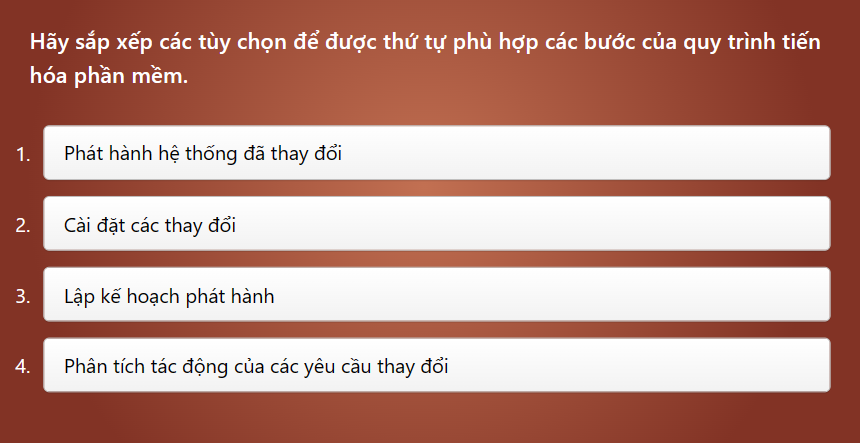 Hãy sắp xếp các tùy chọn để được thứ tự phù hợp các bước của quy trình tiến
hóa phần mềm.
1. Phát hành hệ thống đã thay đổi
2. Cài đặt các thay đổi
3. Lập kế hoạch phát hành
4. Phân tích tác động của các yêu cầu thay đổi